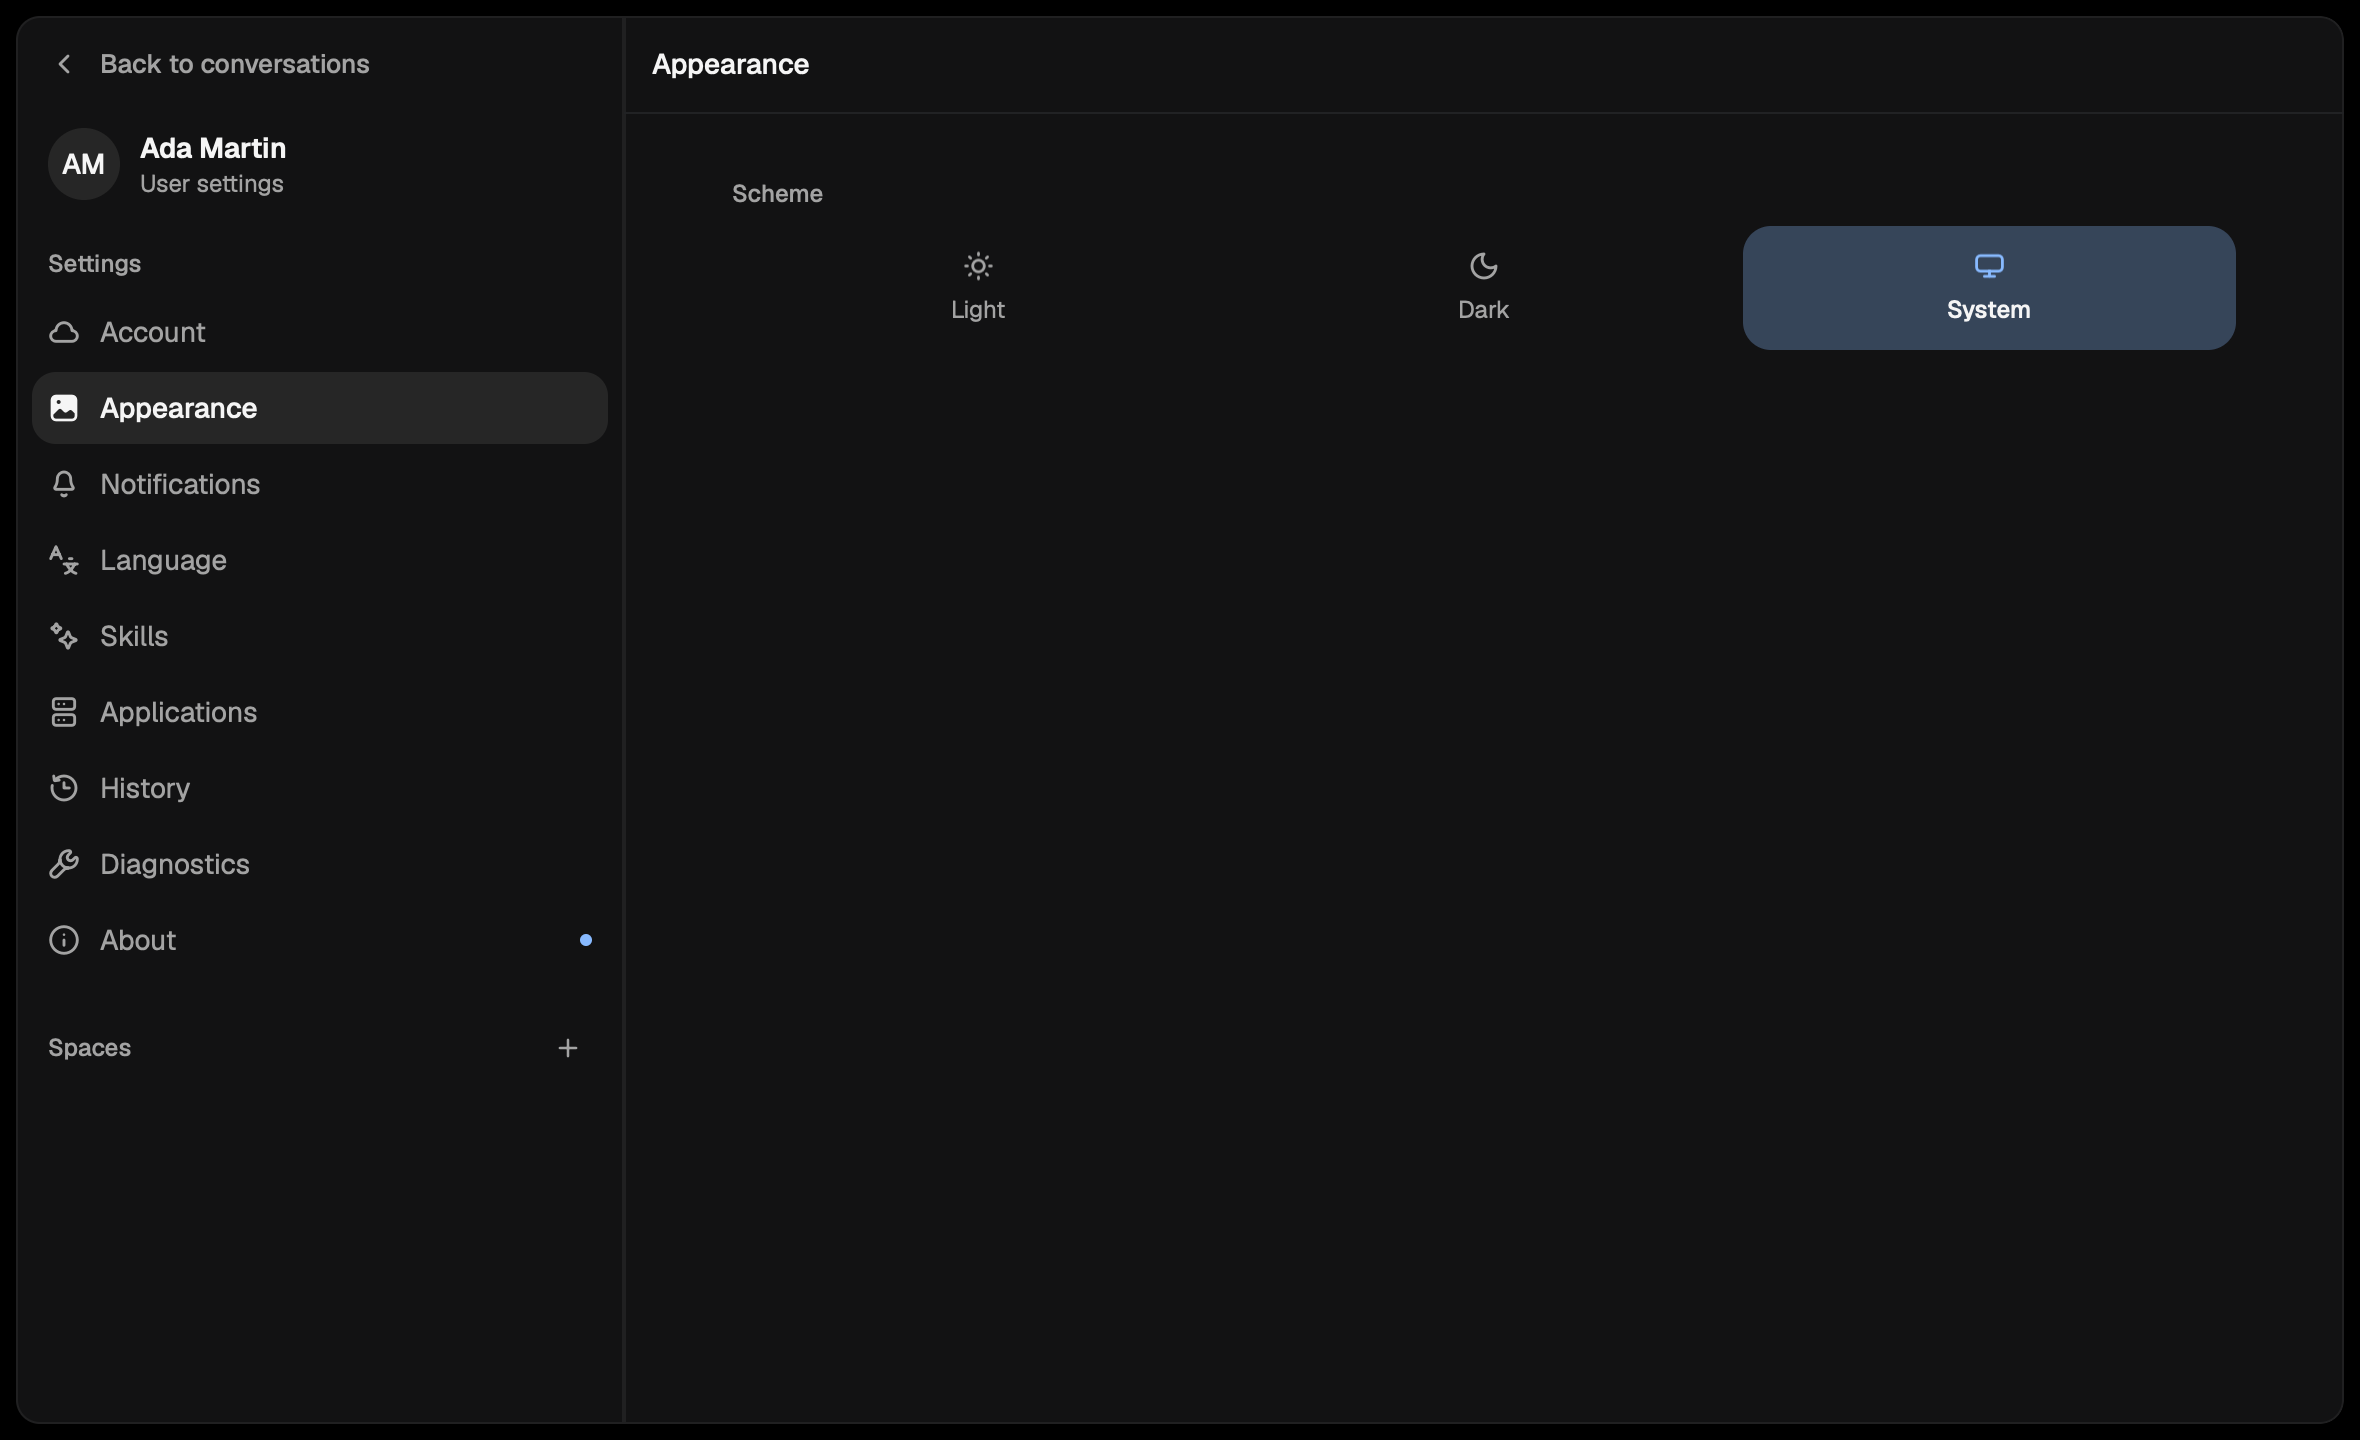 Back to conversations
AM
Ada Martin
User settings
Settings
Account
Appearance
Notifications
Language
Skills
Applications
History
Diagnostics
About
Spaces
Appearance
Scheme
Light
Dark
System